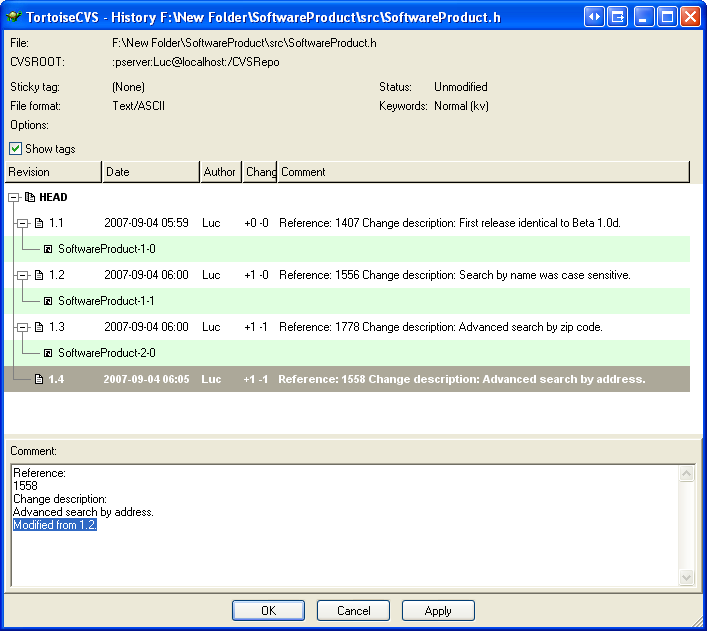 TortoiseCVS - History F:\New Folder\SoftwareProduct\src\SoftwareProduct.h
File: F:\New Folder\SoftwareProduct\src\SoftwareProduct.h
CVSROOT: :pserver:Luc@localhost:/CVSRepo
Sticky tag: (None) Status: Unmodified
File format: Text/ASCII Keywords: Normal (kv)
Options:
Show tags
Revision Date Author Chang Comment
HEAD
1.1 2007-09-04 05:59 Luc +0 -0 Reference: 1407 Change description: First release identical to Beta 1.0d.
SoftwareProduct-1-0
1.2 2007-09-04 06:00 Luc +1 -0 Reference: 1556 Change description: Search by name was case sensitive.
SoftwareProduct-1-1
1.3 2007-09-04 06:00 Luc +1 -1 Reference: 1778 Change description: Advanced search by zip code.
SoftwareProduct-2-0
1.4 2007-09-04 06:05 Luc +1 -1 Reference: 1558 Change description: Advanced search by address.
Comment:
Reference:
1558
Change description:
Advanced search by address.
Modified from 1.2.
OK Cancel Apply